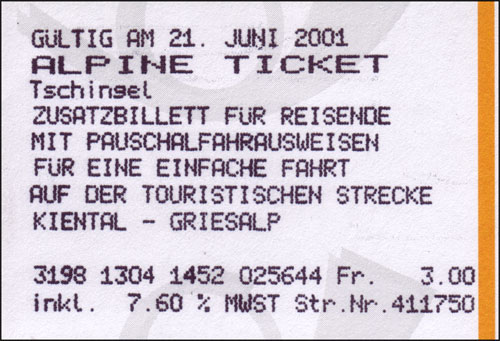 GÜLTIG AM 21. JUNI 2001
ALPINE TICKET
Tschingel
ZUSATZBILLETT FÜR REISENDE
MIT PAUSCHALFAHRAUSWEISEN
FÜR EINE EINFACHE FAHRT
AUF DER TOURISTISCHEN STRECKE
KIENTAL - GRIESALP
3198 1304 1452 025644 Fr. 3.00
inkl. 7.60 % MWST Str.Nr.411750